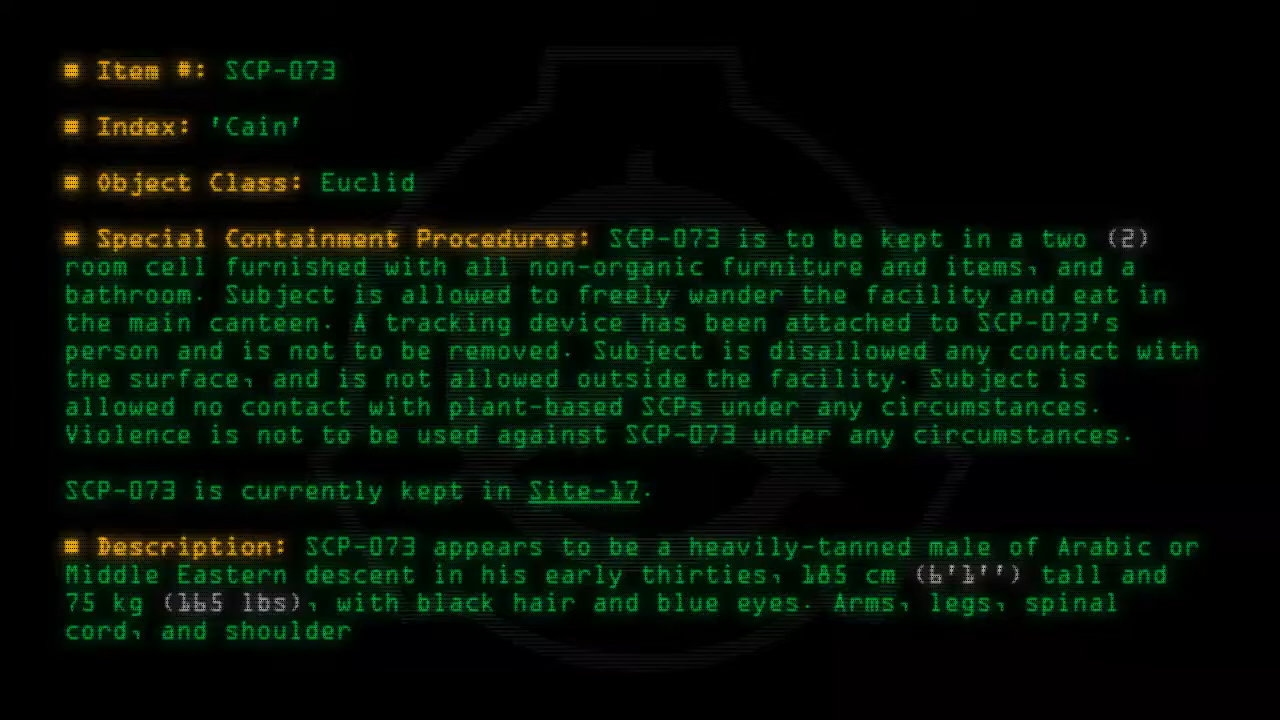 ■ Item #: SCP-073
■ Index: 'Cain'
■ Object Class: Euclid
■ Special Containment Procedures: SCP-073 is to be kept in a two (2)
room cell furnished with all non-organic furniture and items, and a
bathroom. Subject is allowed to freely wander the facility and eat in
the main canteen. A tracking device has been attached to SCP-073's
person and is not to be removed. Subject is disallowed any contact with
the surface, and is not allowed outside the facility. Subject is
allowed no contact with plant-based SCPs under any circumstances.
Violence is not to be used against SCP-073 under any circumstances.
SCP-073 is currently kept in Site-17.
■ Description: SCP-073 appears to be a heavily-tanned male of Arabic or
Middle Eastern descent in his early thirties, 185 cm (6'1'') tall and
75 kg (165 lbs), with black hair and blue eyes. Arms, legs, spinal
cord, and shoulder